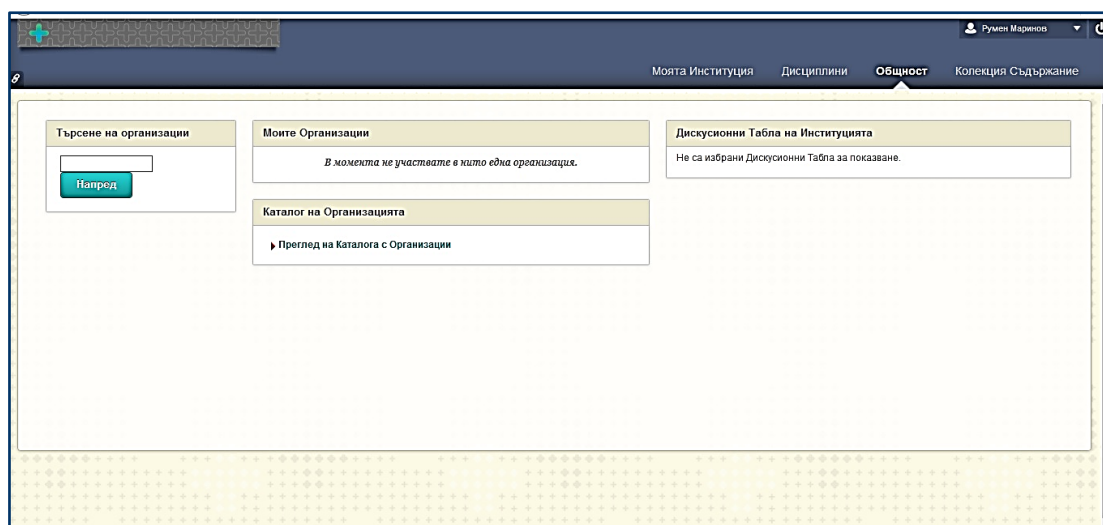 Румен Маринов
Моята Институция
Дисциплини
Общност
Колекция Съдържание
Търсене на организации
Напред
Моите Организации
В момента не участвате в нито една организация.
Каталог на Организацията
Преглед на Каталога с Организации
Дискусионни Табла на Институцията
Не са избрани Дискусионни Табла за показване.